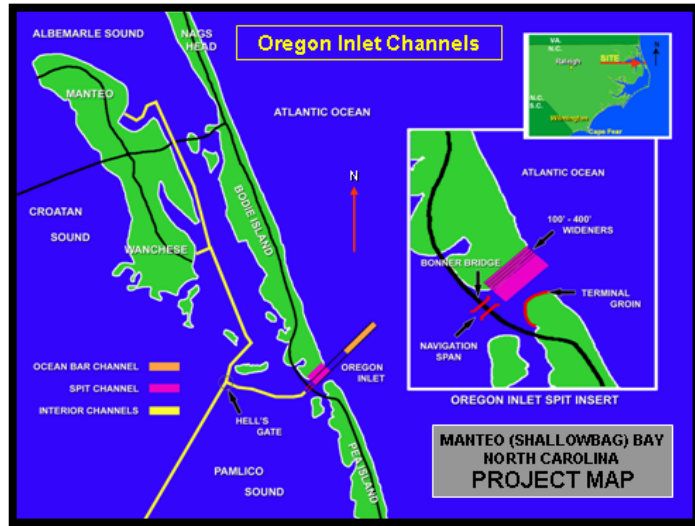 ALBEMARLE SOUND
NAGS
HEAD
Oregon Inlet Channels
VA.
N.C.
Raleigh
SITE
N
N.C.
S.C.
Wilmington
Cape Fear
MANTEO
ATLANTIC OCEAN
N
CROATAN
SOUND
WANCHESE
BODIE ISLAND
ATLANTIC OCEAN
100' - 400'
WIDENERS
BONNER BRIDGE
TERMINAL
GROIN
NAVIGATION
SPAN
OREGON INLET SPIT INSERT
OCEAN BAR CHANNEL
SPIT CHANNEL
INTERIOR CHANNELS
OREGON
INLET
HELL'S
GATE
PAMLICO
SOUND
PEA ISLAND
MANTEO (SHALLOWBAG) BAY
NORTH CAROLINA
PROJECT MAP